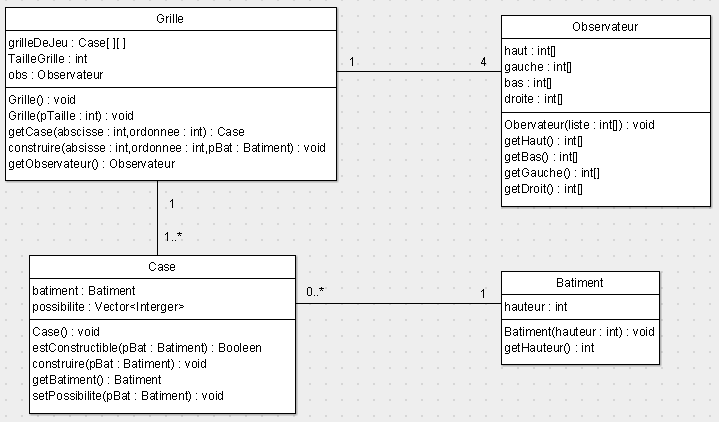 Grille
grilleDeJeu : Case[ ][ ]
TailleGrille : int
obs : Observateur
Grille() : void
Grille(pTaille : int) : void
getCase(abscisse : int,ordonnee : int) : Case
construire(absisse : int,ordonnee : int,pBat : Batiment) : void
getObservateur() : Observateur
1
4
Observateur
haut : int[]
gauche : int[]
bas : int[]
droite : int[]
Obervateur(liste : int[]) : void
getHaut() : int[]
getBas() : int[]
getGauche() : int[]
getDroit() : int[]
1
1..*
Case
batiment : Batiment
possibilite : Vector<Interger>
Case() : void
estConstructible(pBat : Batiment) : Booleen
construire(pBat : Batiment) : void
getBatiment() : Batiment
setPossibilite(pBat : Batiment) : void
0..*
1
Batiment
hauteur : int
Batiment(hauteur : int) : void
getHauteur() : int